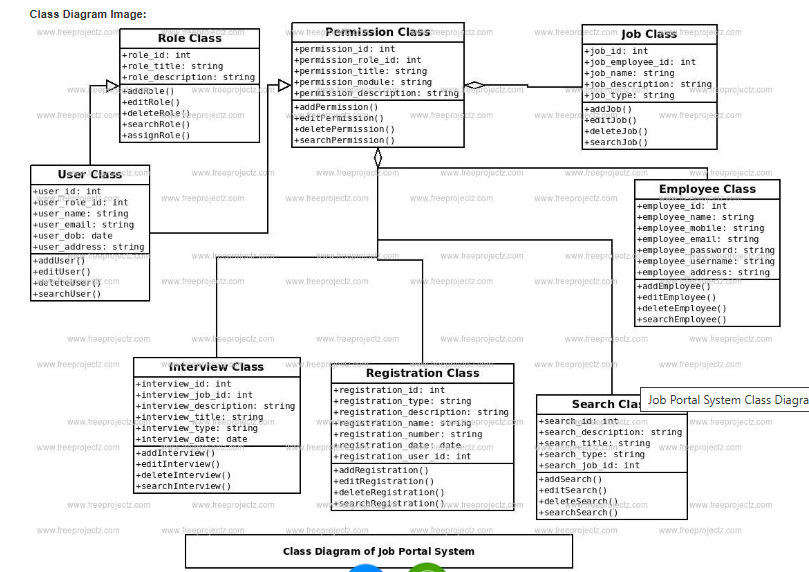 Class Diagram Image:
Role Class
+role_id: int
+role_title: string
+role_description: string
+addRole()
+editRole()
+deleteRole()
+searchRole()
+assignRole()
Permission Class
+permission_id: int
+permission_role_id: int
+permission_title: string
+permission_module: string
+permission_description: string
+addPermission()
+editPermission()
+deletePermission()
+searchPermission()
Job Class
+job_id: int
+job_employee_id: int
+job_name: string
+job_description: string
+job_type: string
+addJob()
+editJob()
+deleteJob()
+searchJob()
User Class
+user_id: int
+user_role_id: int
+user_name: string
+user_email: string
+user_dob: date
+user_address: string
+addUser()
+editUser()
+deleteUser()
+searchUser()
Employee Class
+employee_id: int
+employee_name: string
+employee_mobile: string
+employee_email: string
+employee_password: string
+employee_username: string
+employee_address: string
+addEmployee()
+editEmployee()
+deleteEmployee()
+searchEmployee()
Interview Class
+interview_id: int
+interview_job_id: int
+interview_description: string
+interview_title: string
+interview_type: string
+interview_date: date
+addInterview()
+editInterview()
+deleteInterview()
+searchInterview()
Registration Class
+registration_id: int
+registration_type: string
+registration_description: string
+registration_name: string
+registration_number: string
+registration_date: date
+registration_user_id: int
+addRegistration()
+editRegistration()
+deleteRegistration()
+searchRegistration()
Search Clas
+search_id: int
+search_description: string
+search_title: string
+search_type: string
+search_job_id: int
+addSearch()
+editSearch()
+deleteSearch()
+searchSearch()
Job Portal System Class Diagra
Class Diagram of Job Portal System
www.freeprojectz.com